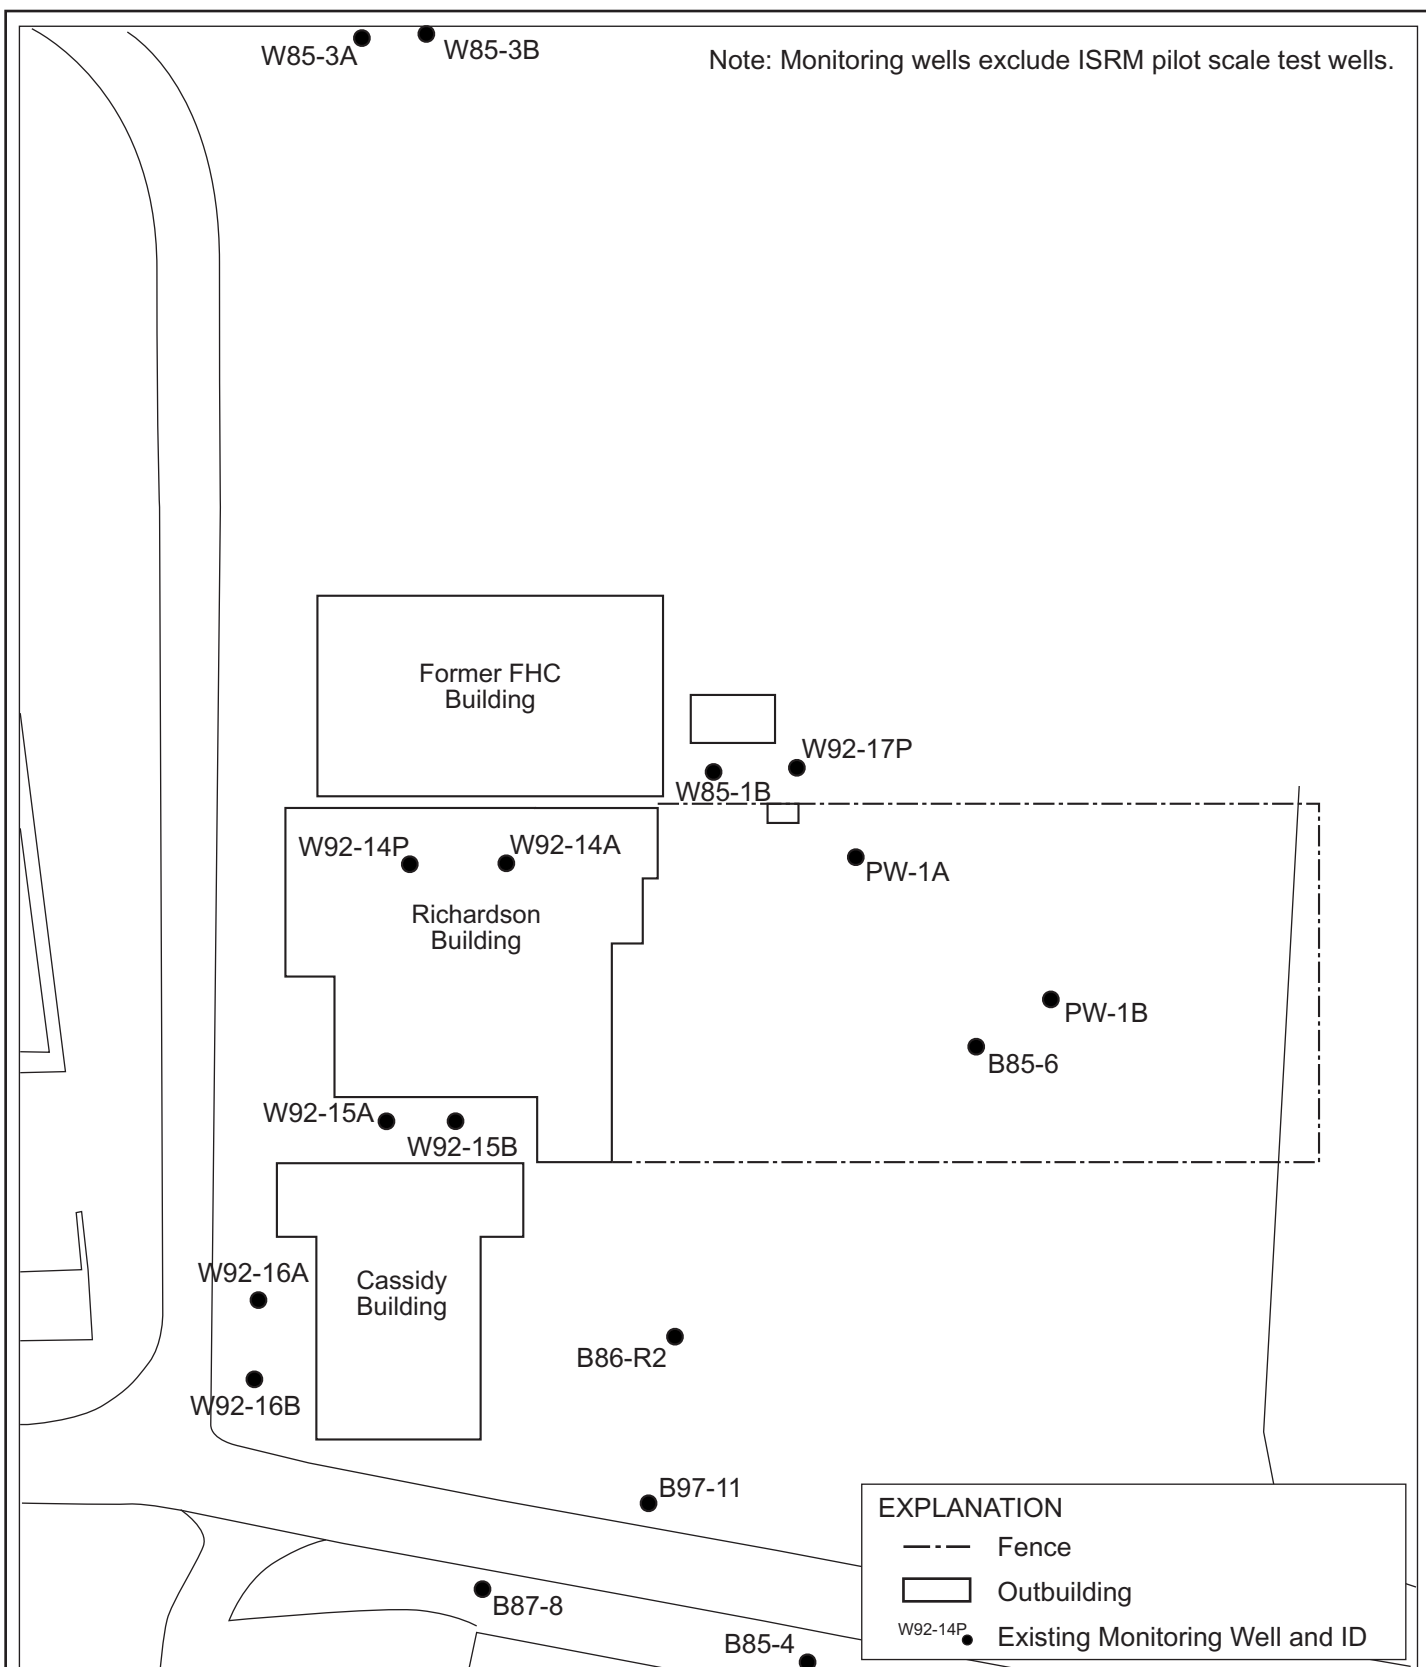 W85-3A
W85-3B
Note: Monitoring wells exclude ISRM pilot scale test wells.
Former FHC
Building
W92-17P
W85-1B
W92-14P
W92-14A
PW-1A
Richardson
Building
PW-1B
B85-6
W92-15A
W92-15B
W92-16A
Cassidy
Building
B86-R2
W92-16B
B97-11
B87-8
B85-4
EXPLANATION
Fence
Outbuilding
W92-14P
Existing Monitoring Well and ID